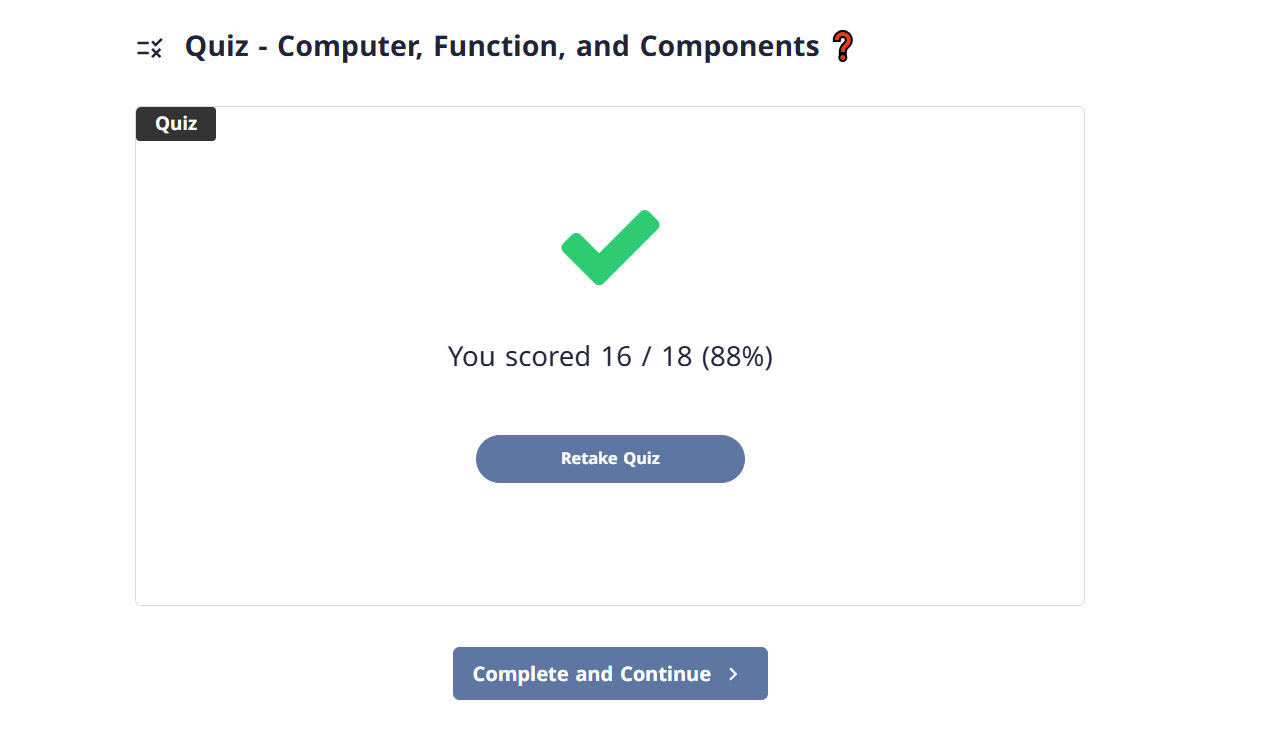 Quiz - Computer, Function, and Components ❓
Quiz
You scored 16 / 18 (88%)
Retake Quiz
Complete and Continue